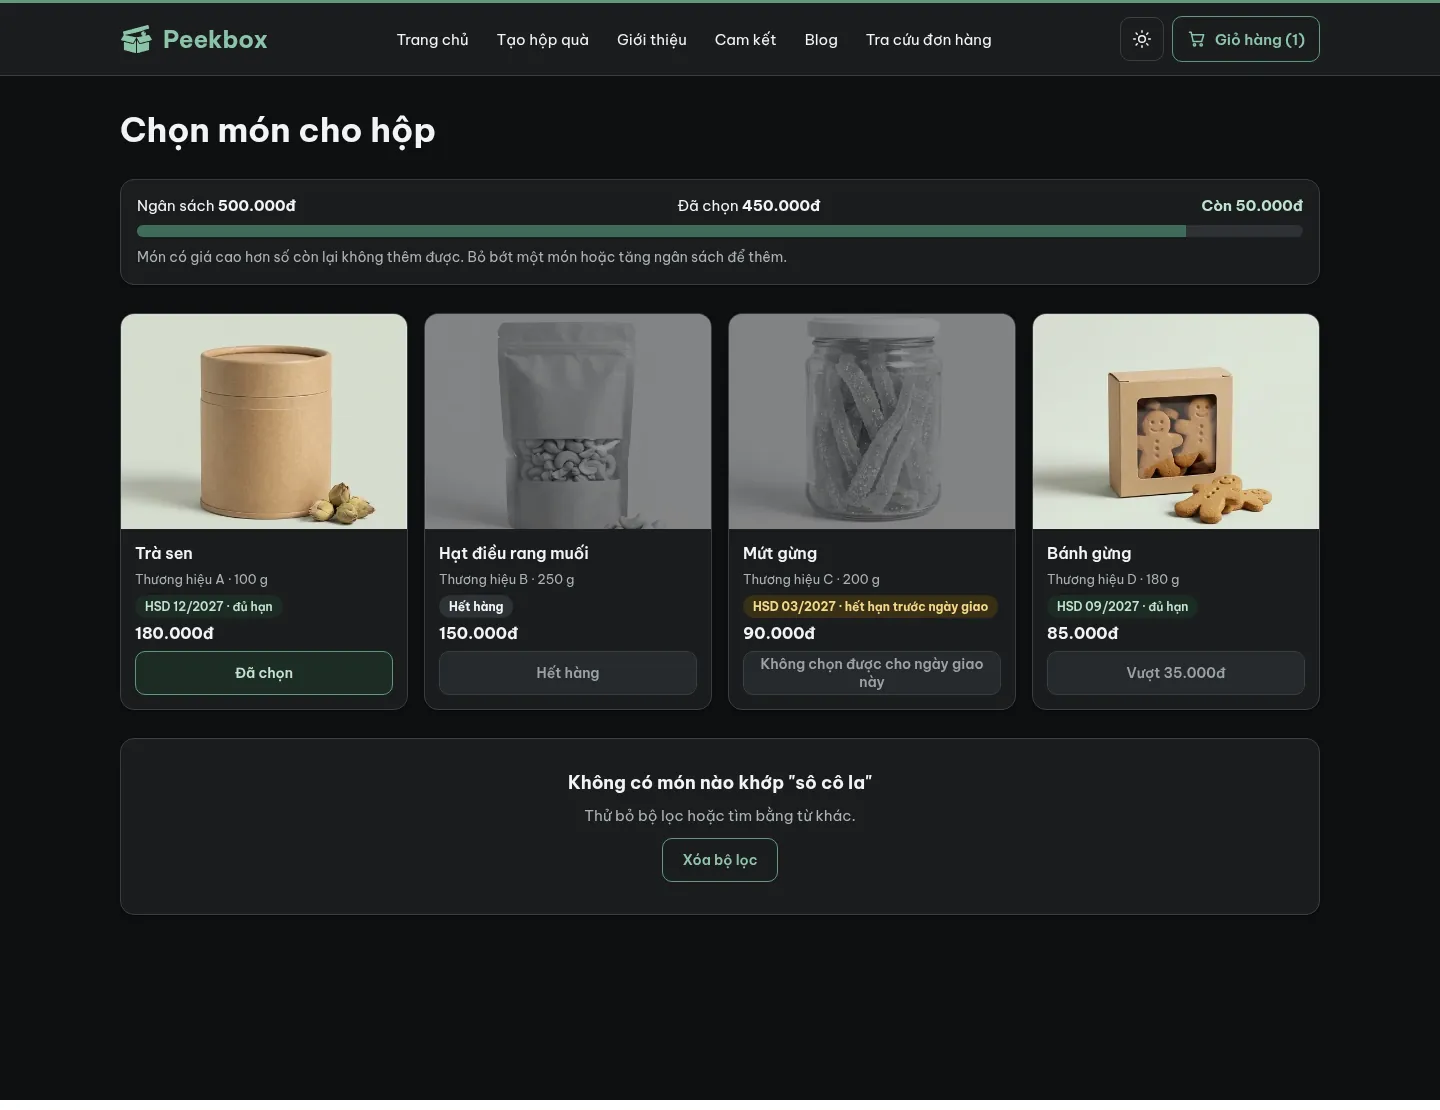 Peekbox
Trang chủ
Tạo hộp quà
Giới thiệu
Cam kết
Blog
Tra cứu đơn hàng
Giỏ hàng (1)
Chọn món cho hộp
Ngân sách 500.000đ
Đã chọn 450.000đ
Còn 50.000đ
Món có giá cao hơn số còn lại không thêm được. Bỏ bớt một món hoặc tăng ngân sách để thêm.
Trà sen
Thương hiệu A · 100 g
HSD 12/2027 · đủ hạn
180.000đ
Đã chọn
Hạt điều rang muối
Thương hiệu B · 250 g
Hết hàng
150.000đ
Hết hàng
Mứt gừng
Thương hiệu C · 200 g
HSD 03/2027 · hết hạn trước ngày giao
90.000đ
Không chọn được cho ngày giao
này
Bánh gừng
Thương hiệu D · 180 g
HSD 09/2027 · đủ hạn
85.000đ
Vượt 35.000đ
Không có món nào khớp "sô cô la"
Thử bỏ bộ lọc hoặc tìm bằng từ khác.
Xóa bộ lọc